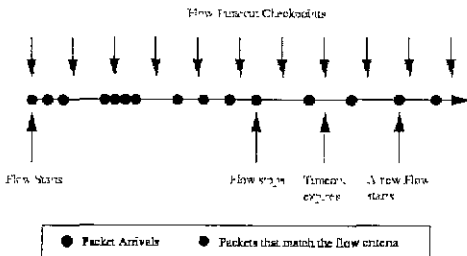 Flow Timeout Checkpoints
Flow Starts
Flow stops
Timeout
expires
A new Flow
starts
Packet Arrivals
Packets that match the flow criteria